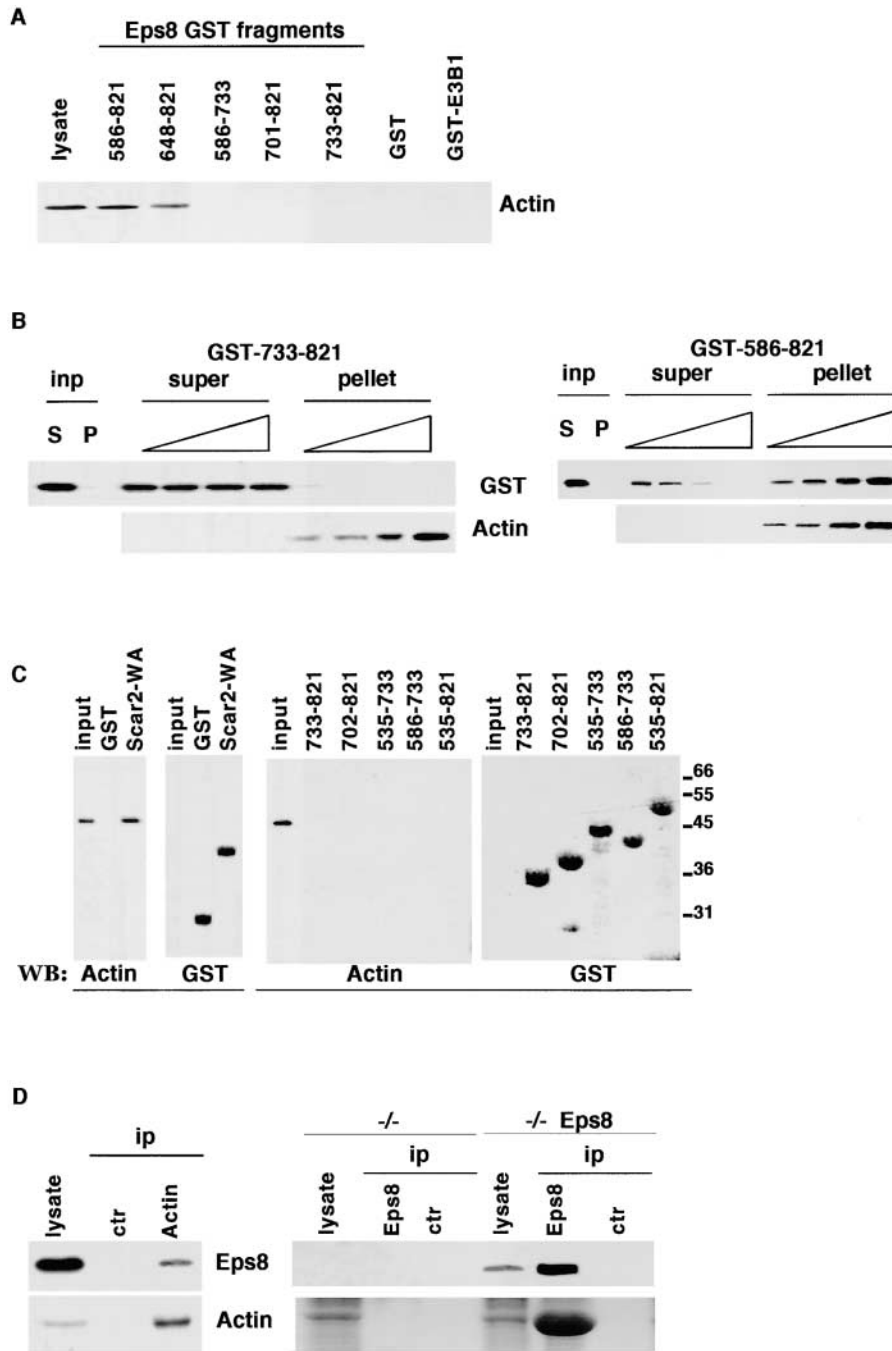 A
Eps8 GST fragments
lysate
586-821
648-821
586-733
701-821
733-821
GST
GST-E3B1
Actin
B
GST-733-821
inp
super
pellet
S P
GST-586-821
inp
super
pellet
S P
GST
Actin
C
input
GST
Scar2-WA
input
GST
Scar2-WA
input
733-821
702-821
535-733
586-733
535-821
input
733-821
702-821
535-733
586-733
535-821
66
55
45
36
31
WB: Actin
GST
Actin
GST
D
ip
lysate
ctr
Actin
Eps8
Actin
-/-
-/- Eps8
ip
ip
lysate
Eps8
ctr
lysate
Eps8
ctr